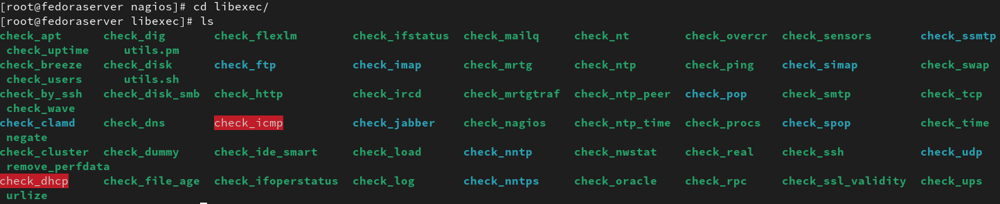 [root@fedoraserver nagios]# cd libexec/
[root@fedoraserver libexec]# ls
check_apt check_dig check_flexlm check_ifstatus check_mailq check_nt check_overcr check_sensors check_ssmtp
check_uptime utils.pm
check_breeze check_disk check_ftp check_imap check_mrtg check_ntp check_ping check_simap check_swap
check_users utils.sh
check_by_ssh check_disk_smb check_http check_ircd check_mrtgtraf check_ntp_peer check_pop check_smtp check_tcp
check_wave
check_clamd check_dns check_icmp check_jabber check_nagios check_ntp_time check_procs check_spop check_time
negate
check_cluster check_dummy check_ide_smart check_load check_nntp check_nwstat check_real check_ssh check_udp
remove_perfdata
check_dhcp check_file_age check_ifoperstatus check_log check_nntps check_oracle check_rpc check_ssl_validity check_ups
urlize